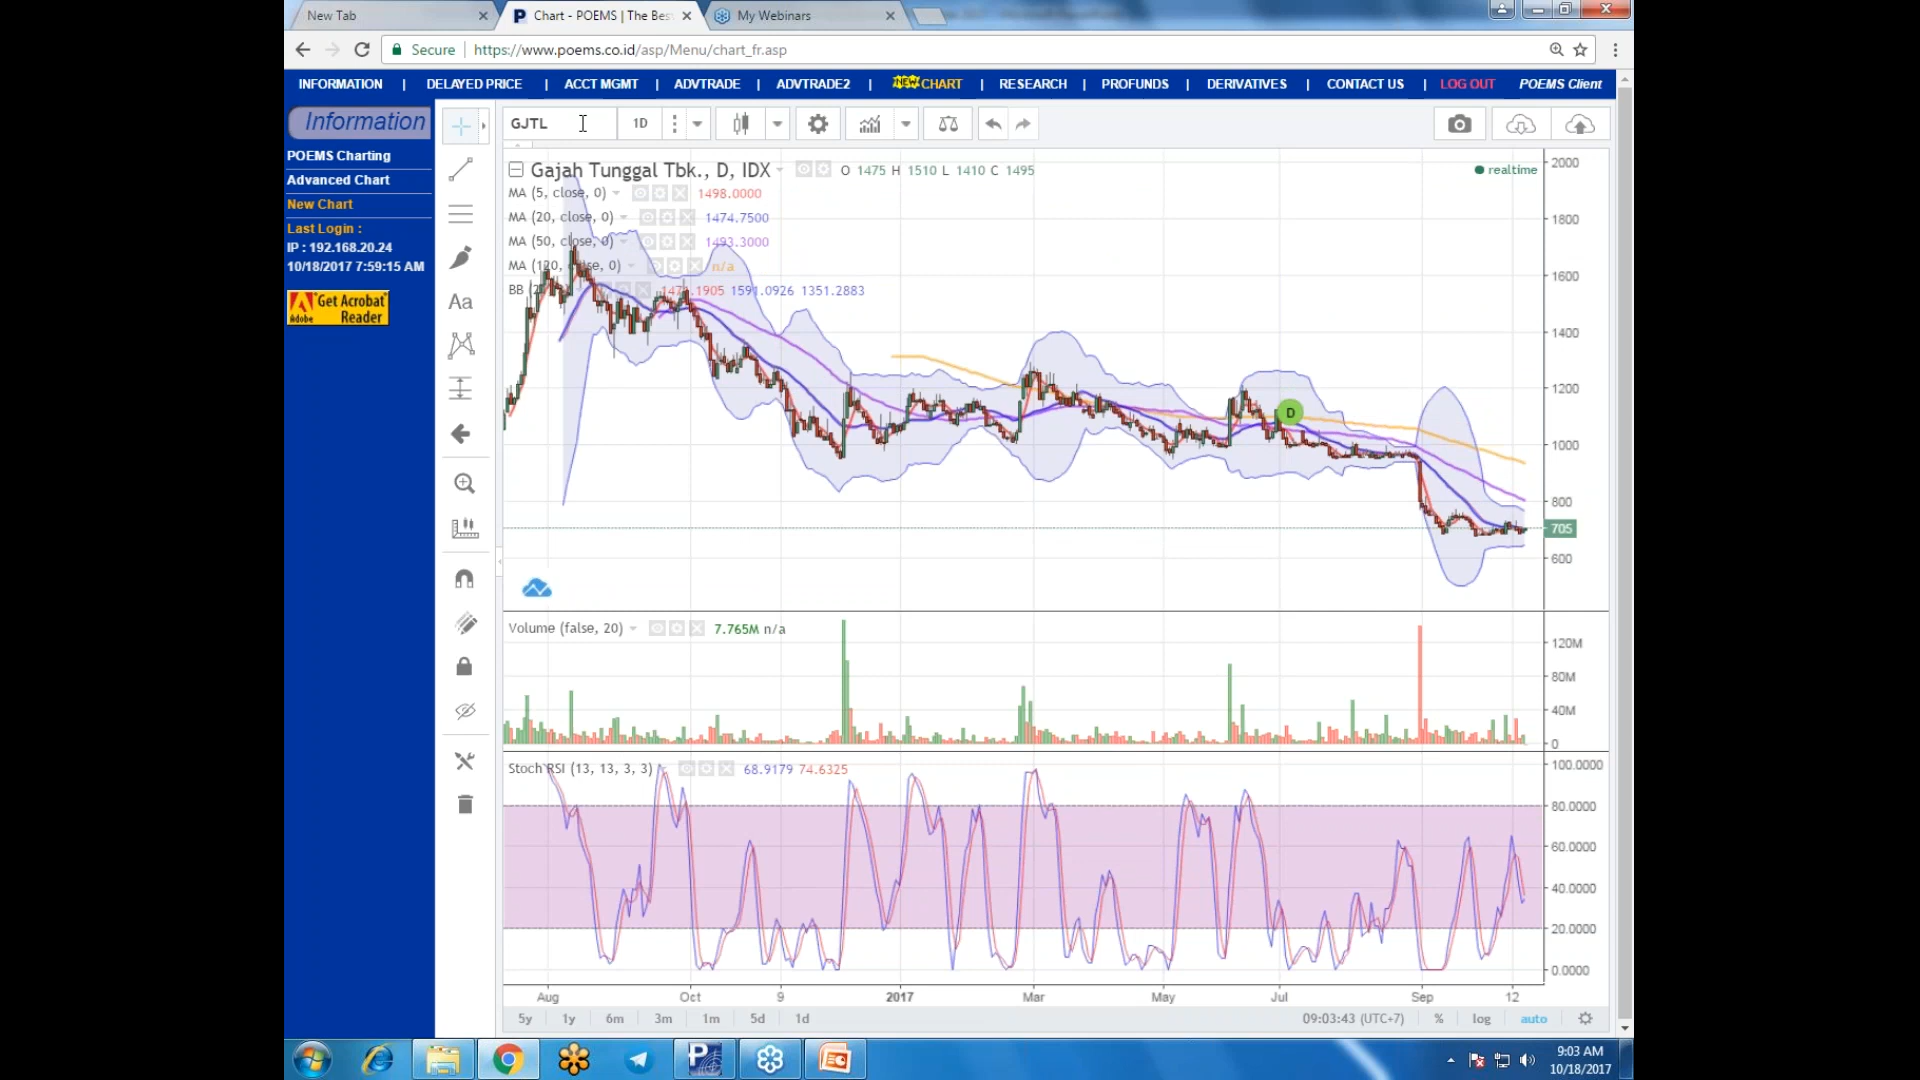 New Tab
Chart - POEMS | The Bes
My Webinars
Secure | https://www.poems.co.id/asp/Menu/chart_fr.asp
INFORMATION | DELAYED PRICE | ACCT MGMT | ADVTRADE | ADVTRADE2 | NEW CHART | RESEARCH | PROFUNDS | DERIVATIVES | CONTACT US | LOG OUT POEMS Client
Information
POEMS Charting
Advanced Chart
New Chart
Last Login :
IP : 192.168.20.24
10/18/2017 7:59:15 AM
Get Acrobat
Adobe Reader
Aa
GJTL 1D
Gajah Tunggal Tbk., D, IDX O 1475 H 1510 L 1410 C 1495
realtime
MA (5, close, 0) 1498.0000
MA (20, close, 0) 1474.7500
MA (50, close, 0) 1493.3000
MA (120, close, 0) n/a
BB 1591.0926 1351.2883
D
2000
1800
1600
1400
1200
1000
800
705
600
Volume (false, 20) 7.765M n/a
120M
80M
40M
0
Stoch RSI (13, 13, 3, 3) 68.9179 74.6325
100.0000
80.0000
60.0000
40.0000
20.0000
0.0000
Aug Oct 9 2017 Mar May Jul Sep 12
5y 1y 6m 3m 1m 5d 1d 09:03:43 (UTC+7) % log auto
9:03 AM
10/18/2017